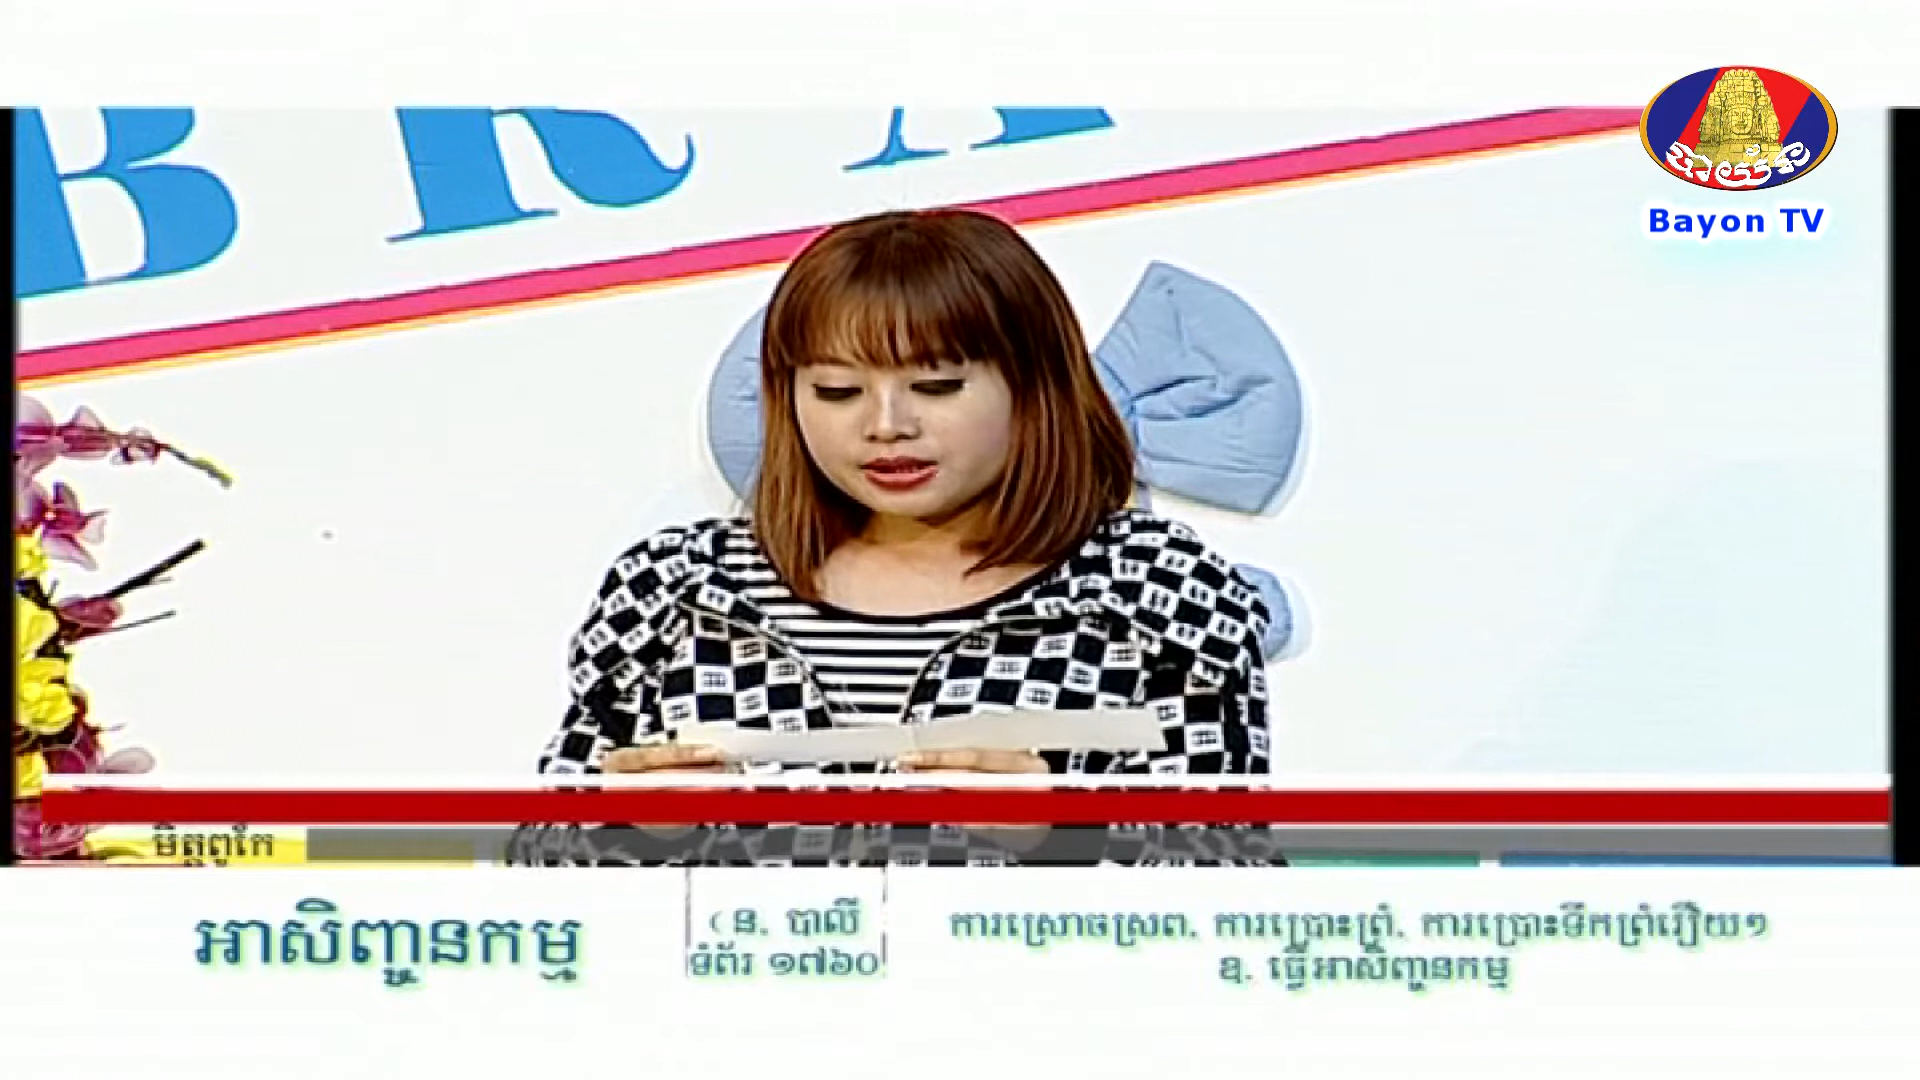 B R A
បាយ័ន
Bayon TV
មិត្តពូកែ
អាសិញ្ចនកម្ម
( ន. បាលី
ទំព័រ ១៧៦០
ការស្រោចស្រព. ការប្រោះព្រំ. ការប្រោះទឹកព្រំរឿយៗ
ឧ. ធ្វើអាសិញ្ចនកម្ម